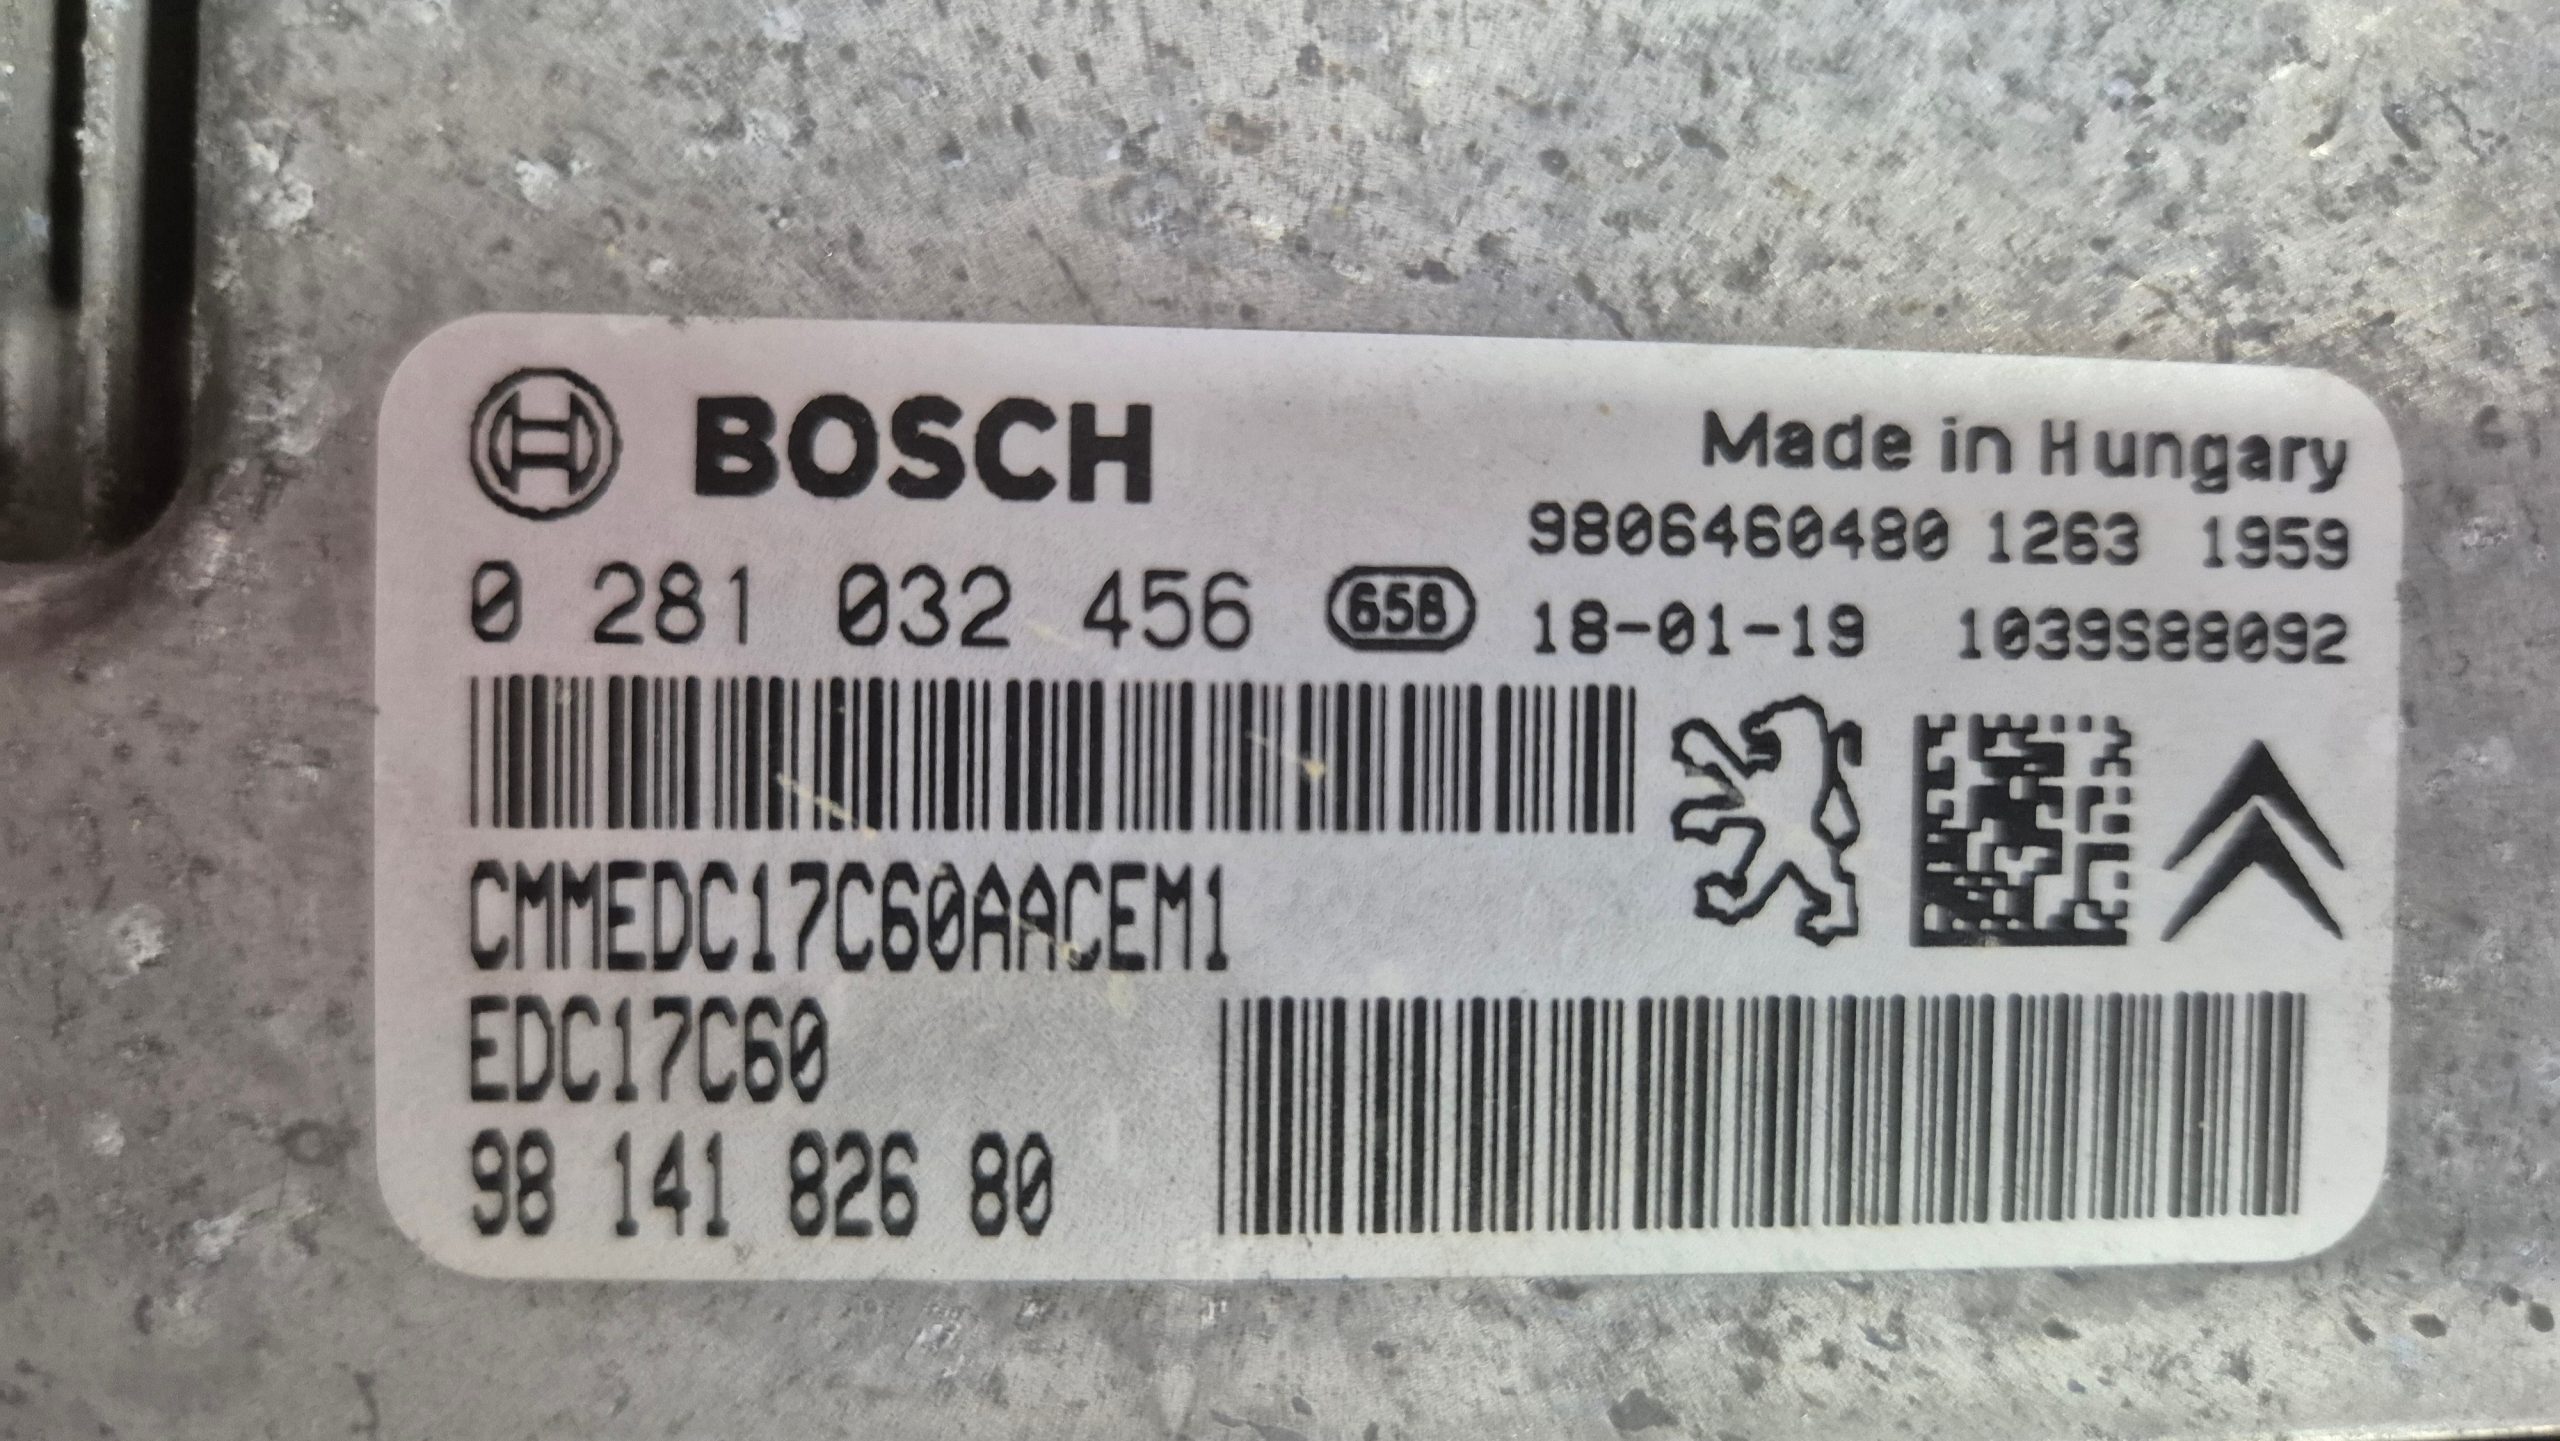 BOSCH
Made in Hungary
9806460480 1263 1959
0 281 032 456 658 18-01-19 1039S88092
CMMEDC17C60AACEM1
EDC17C60
98 141 826 80